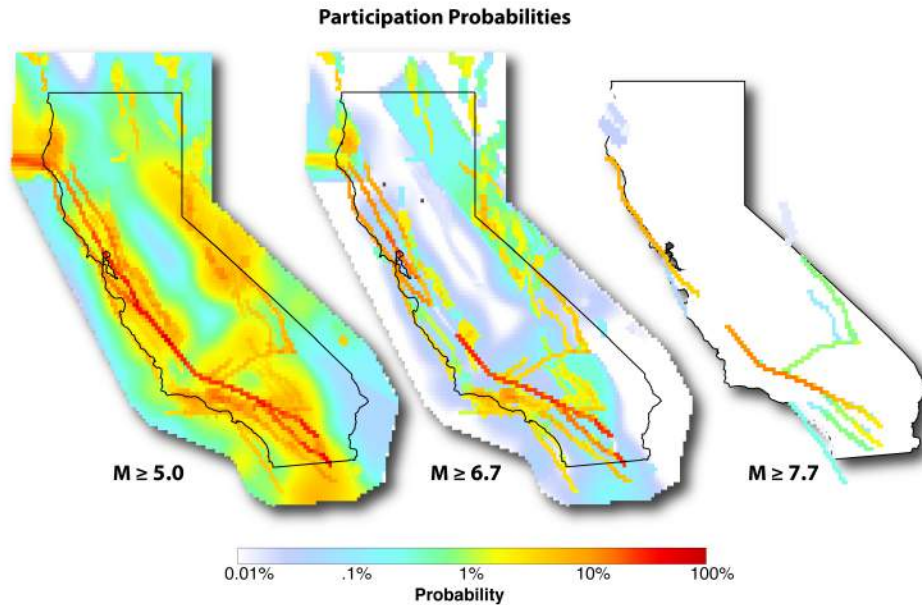 Participation Probabilities
M ≥ 5.0
M ≥ 6.7
M ≥ 7.7
0.01% .1% 1% 10% 100%
Probability